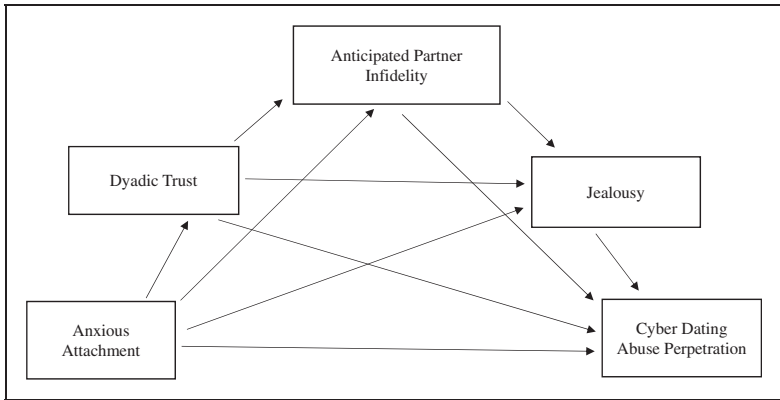 Anticipated Partner
Infidelity
Dyadic Trust
Jealousy
Anxious
Attachment
Cyber Dating
Abuse Perpetration